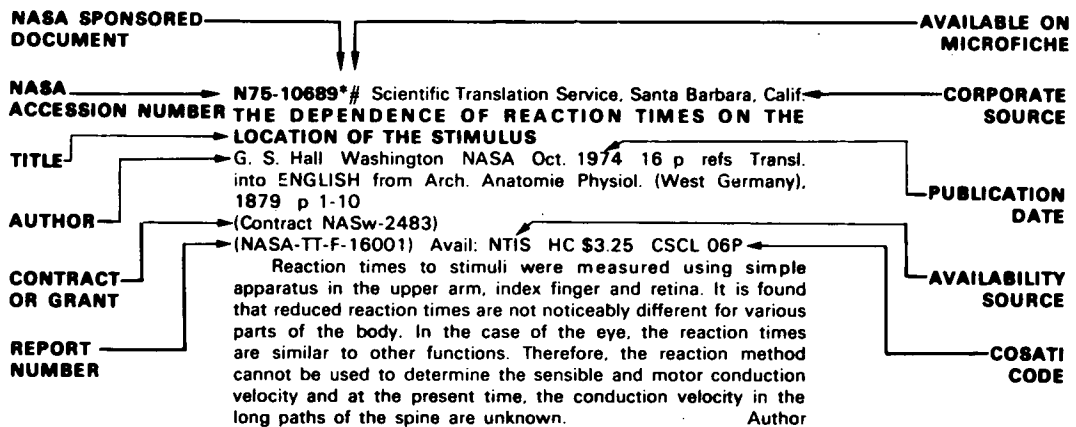 NASA SPONSORED
DOCUMENT
AVAILABLE ON
MICROFICHE
NASA
ACCESSION NUMBER
TITLE
AUTHOR
CONTRACT
OR GRANT
REPORT
NUMBER
N75-10689*# Scientific Translation Service, Santa Barbara, Calif.
THE DEPENDENCE OF REACTION TIMES ON THE
LOCATION OF THE STIMULUS
G. S. Hall Washington NASA Oct. 1974 16 p refs Transl.
into ENGLISH from Arch. Anatomie Physiol. (West Germany),
1879 p 1-10
(Contract NASw-2483)
(NASA-TT-F-16001) Avail: NTIS HC $3.25 CSCL 06P
Reaction times to stimuli were measured using simple
apparatus in the upper arm, index finger and retina. It is found
that reduced reaction times are not noticeably different for various
parts of the body. In the case of the eye, the reaction times
are similar to other functions. Therefore, the reaction method
cannot be used to determine the sensible and motor conduction
velocity and at the present time, the conduction velocity in the
long paths of the spine are unknown. Author
CORPORATE
SOURCE
PUBLICATION
DATE
AVAILABILITY
SOURCE
COSATI
CODE